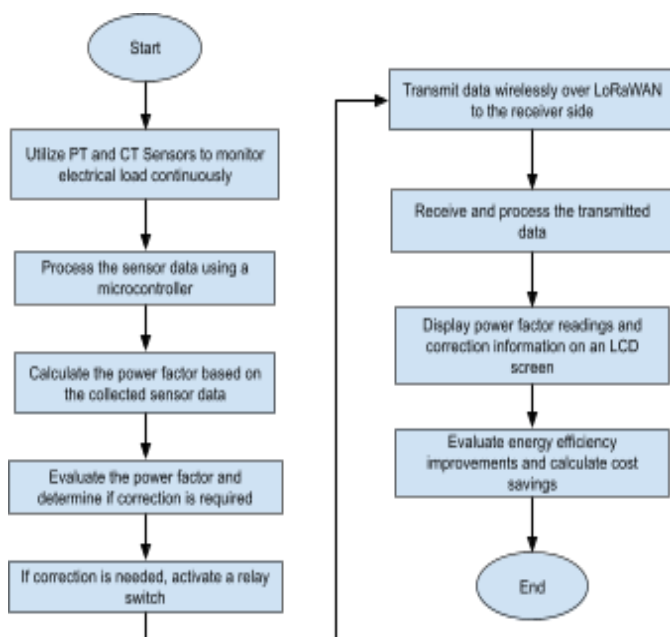 Start
Utilize PT and CT Sensors to monitor
electrical load continuously
Process the sensor data using a
microcontroller
Calculate the power factor based on
the collected sensor data
Evaluate the power factor and
determine if correction is required
If correction is needed, activate a relay
switch
Transmit data wirelessly over LoRaWAN
to the receiver side
Receive and process the transmitted
data
Display power factor readings and
correction information on an LCD
screen
Evaluate energy efficiency
improvements and calculate cost
savings
End